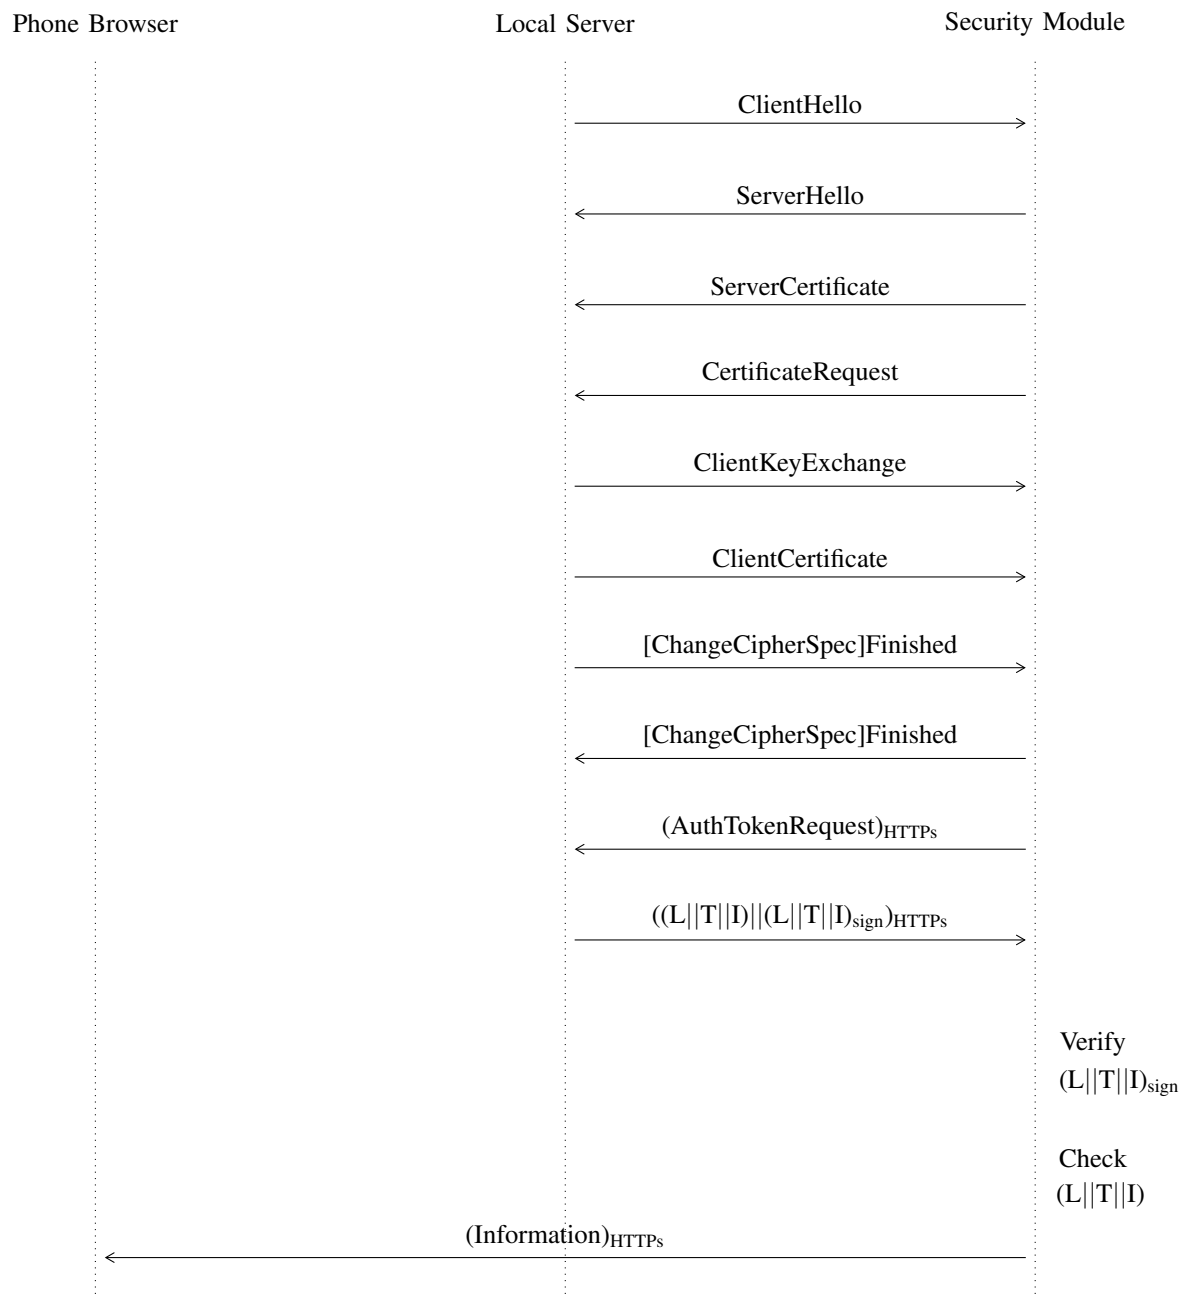 Phone Browser
Local Server
Security Module
ClientHello
ServerHello
ServerCertificate
CertificateRequest
ClientKeyExchange
ClientCertificate
[ChangeCipherSpec]Finished
[ChangeCipherSpec]Finished
(AuthTokenRequest)HTTPs
((L||T||I)||(L||T||I)sign)HTTPs
Verify
(L||T||I)sign
Check
(L||T||I)
(Information)HTTPs